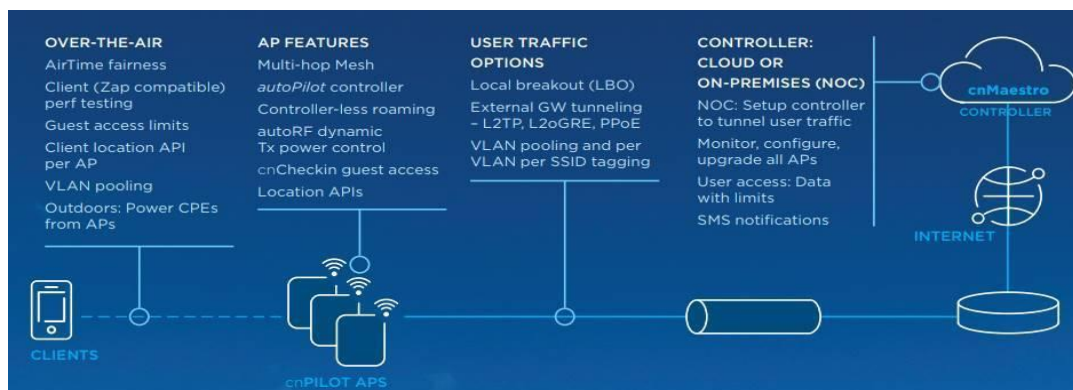 OVER-THE-AIR
AirTime fairness
Client (Zap compatible)
perf testing
Guest access limits
Client location API
per AP
VLAN pooling
Outdoors: Power CPEs
from APs
AP FEATURES
Multi-hop Mesh
autoPilot controller
Controller-less roaming
autoRF dynamic
Tx power control
cnCheckin guest access
Location APIs
USER TRAFFIC
OPTIONS
Local breakout (LBO)
External GW tunneling
– L2TP, L2oGRE, PPoE
VLAN pooling and per
VLAN per SSID tagging
CONTROLLER:
CLOUD OR
ON-PREMISES (NOC)
NOC: Setup controller
to tunnel user traffic
Monitor, configure,
upgrade all APs
User access: Data
with limits
SMS notifications
cnMaestro
CONTROLLER
INTERNET
CLIENTS
cnPILOT APS